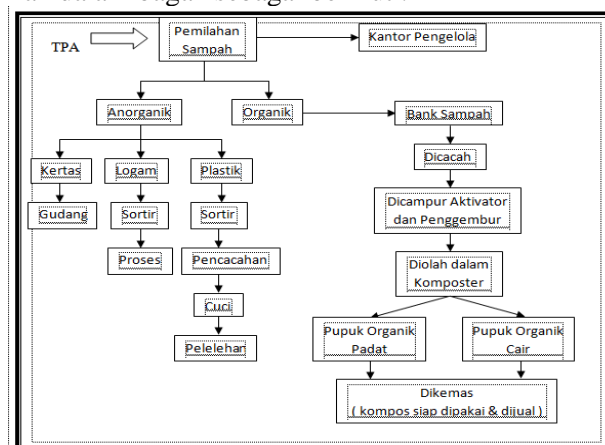 TPA
Pemilahan
Sampah
Kantor Pengelola
Anorganik
Organik
Bank Sampah
Kertas
Logam
Plastik
Dicacah
Gudang
Sortir
Sortir
Dicampur Aktivator
dan Penggembur
Proses
Pencacahan
Diolah dalam
Komposter
Cuci
Pelelehan
Pupuk Organik
Padat
Pupuk Organik
Cair
Dikemas
( kompos siap dipakai & dijual )